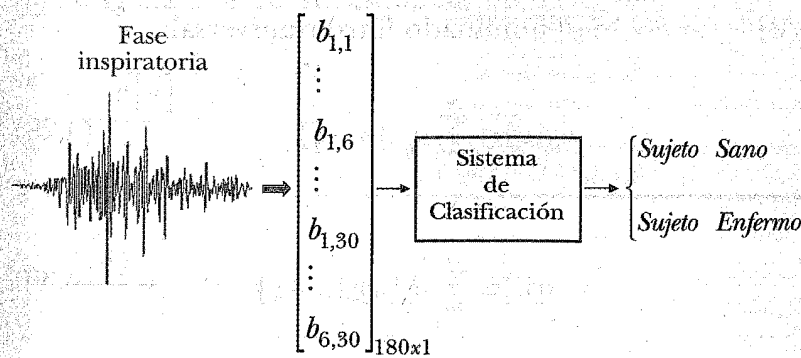 Fase
inspiratoria
b1,1
⋮
b1,6
⋮
b1,30
⋮
b6,30
180x1
Sistema
de
Clasificación
Sujeto Sano
Sujeto Enfermo